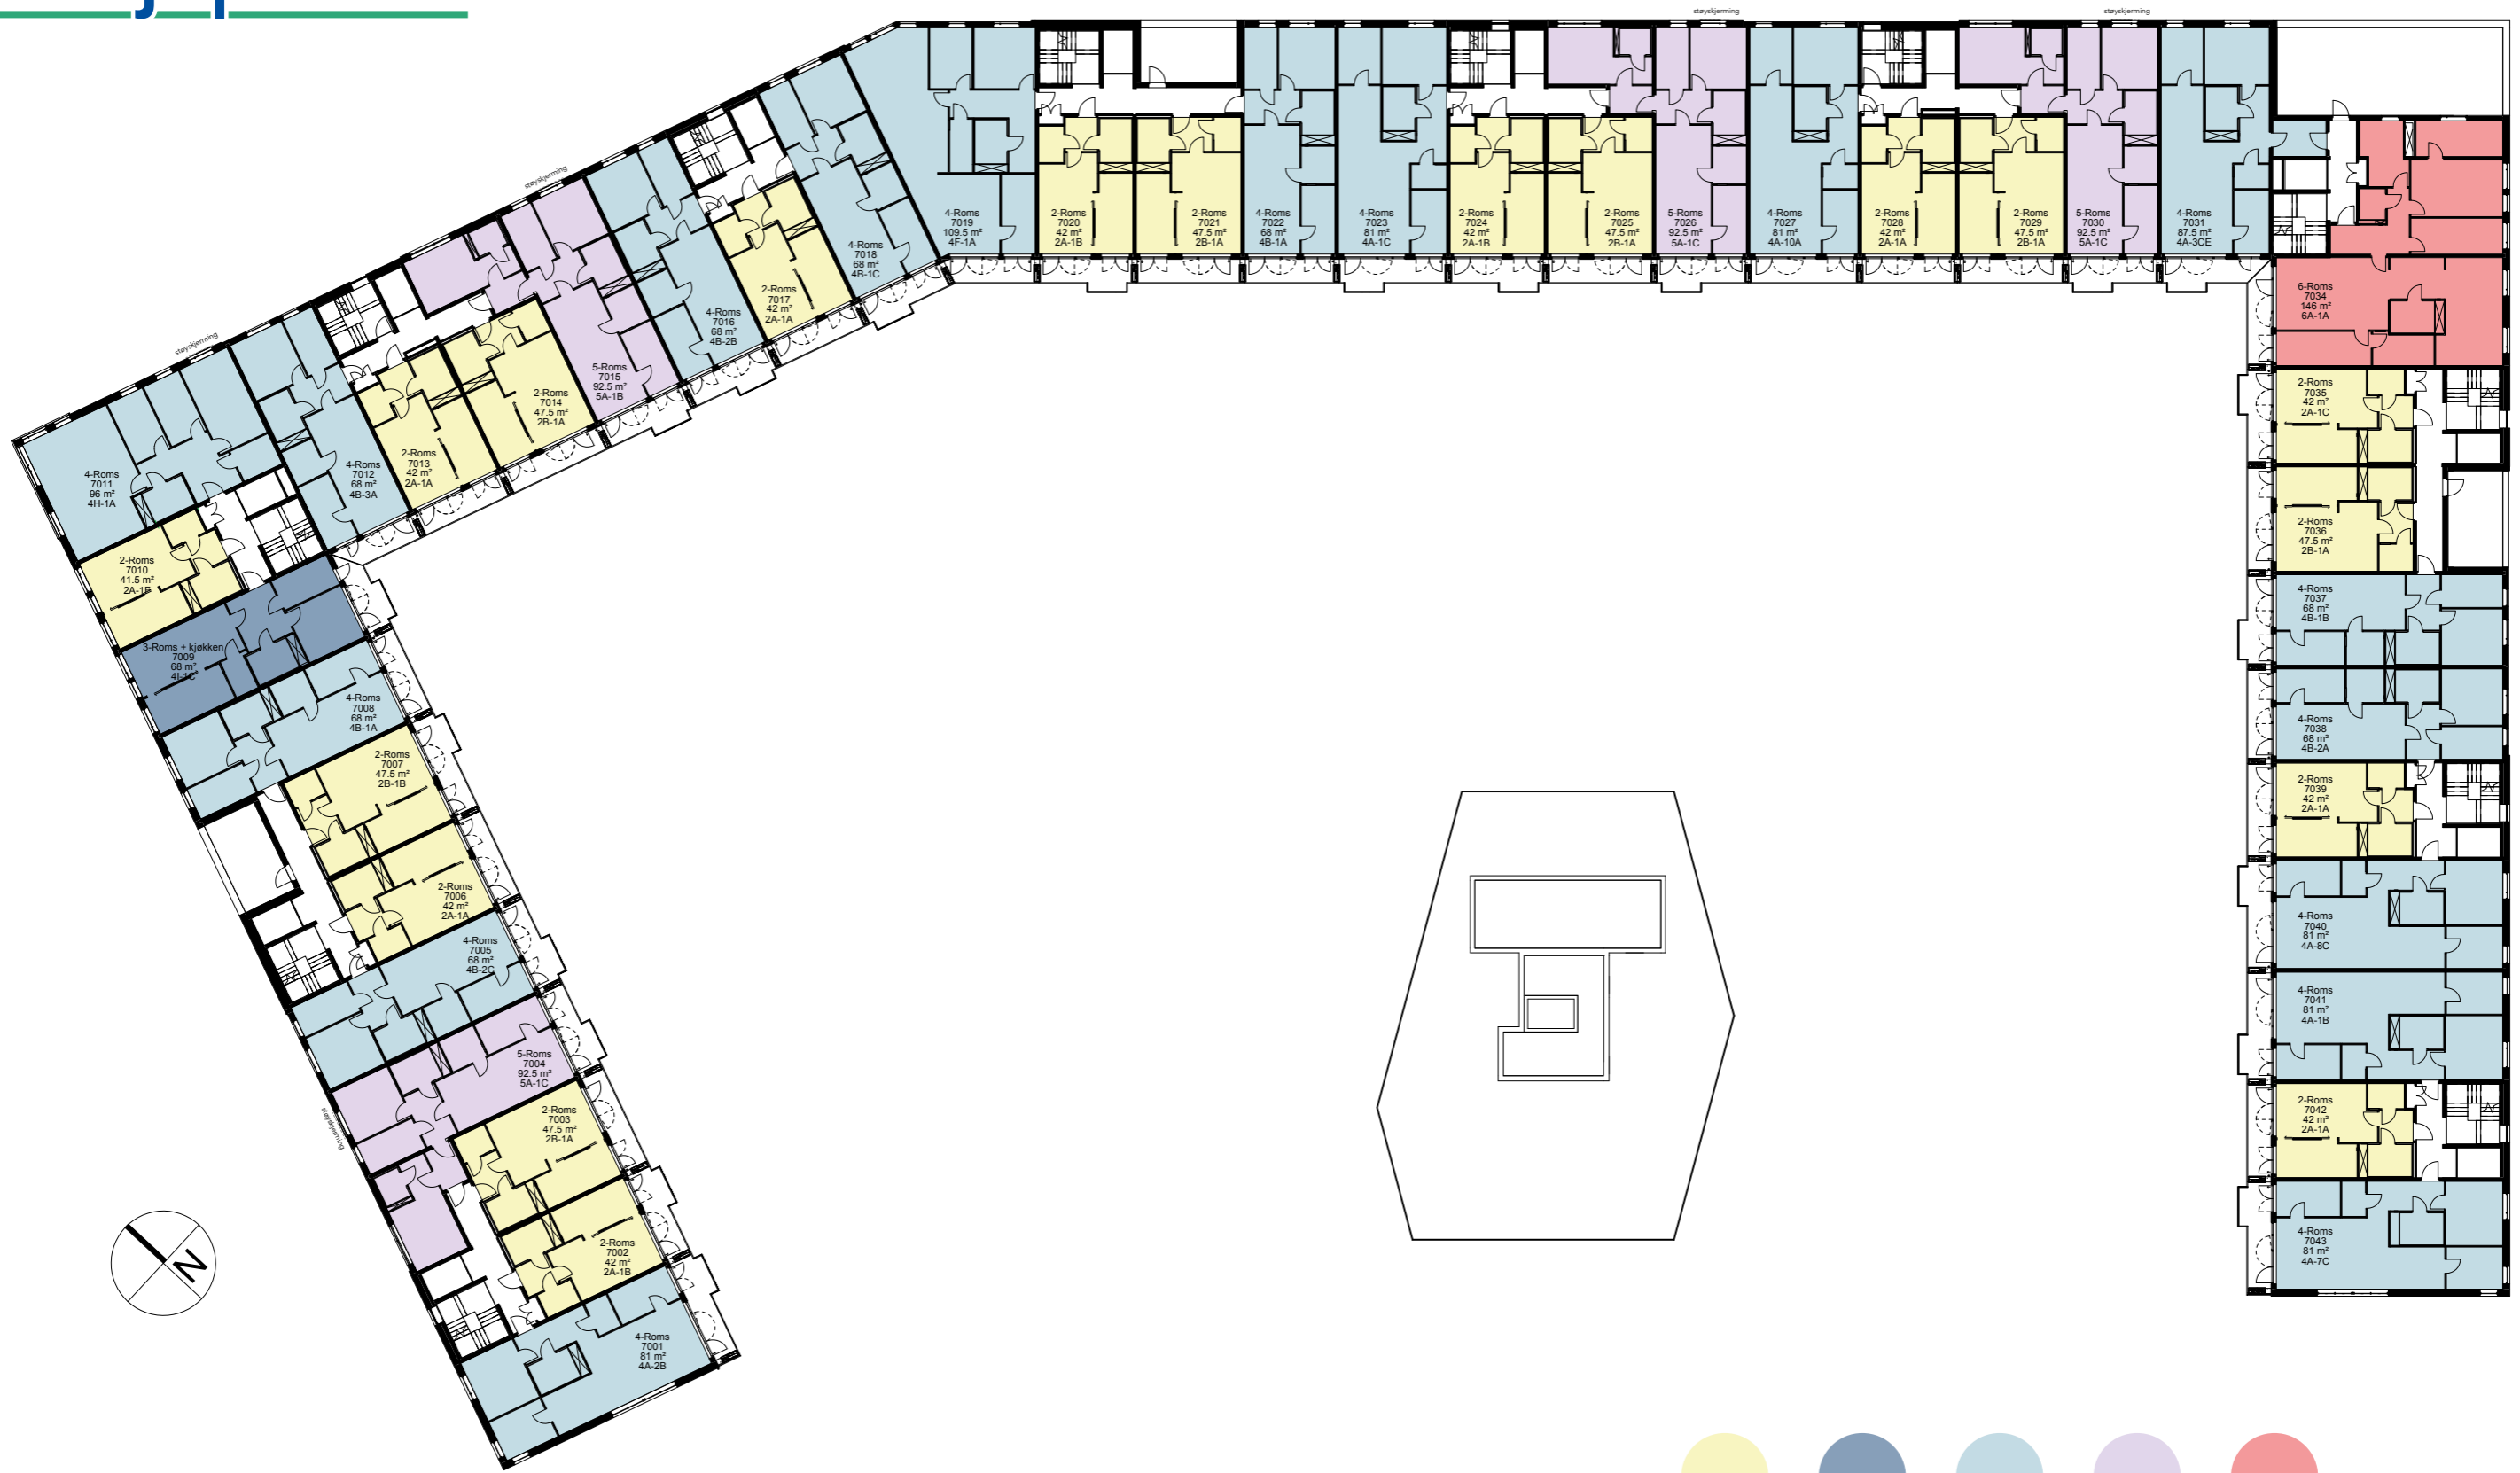 støyskjerming
støyskjerming
støyskjerming
støyskjerming
støyskjerming
4-Roms
7019
109.5 m²
4F-1A
2-Roms
7020
42 m²
2A-1B
2-Roms
7021
47.5 m²
2B-1A
4-Roms
7022
68 m²
4B-1A
4-Roms
7023
81 m²
4A-1C
2-Roms
7024
42 m²
2A-1B
2-Roms
7025
47.5 m²
2B-1A
5-Roms
7026
92.5 m²
5A-1C
4-Roms
7027
81 m²
4A-10A
2-Roms
7028
42 m²
2A-1A
2-Roms
7029
47.5 m²
2B-1A
5-Roms
7030
92.5 m²
5A-1C
4-Roms
7031
87.5 m²
4A-3CE
4-Roms
7018
68 m²
4B-1C
2-Roms
7017
42 m²
2A-1A
4-Roms
7016
68 m²
4B-2B
5-Roms
7015
92.5 m²
5A-1B
2-Roms
7014
47.5 m²
2B-1A
2-Roms
7013
42 m²
2A-1A
4-Roms
7012
68 m²
4B-3A
4-Roms
7011
96 m²
4H-1A
2-Roms
7010
41.5 m²
2A-1E
3-Roms + kjøkken
7009
68 m²
4I-1C
4-Roms
7008
68 m²
4B-1A
2-Roms
7007
47.5 m²
2B-1B
2-Roms
7006
42 m²
2A-1A
4-Roms
7005
68 m²
4B-2C
5-Roms
7004
92.5 m²
5A-1C
2-Roms
7003
47.5 m²
2B-1A
2-Roms
7002
42 m²
2A-1B
4-Roms
7001
81 m²
4A-2B
6-Roms
7034
146 m²
6A-1A
2-Roms
7035
42 m²
2A-1C
2-Roms
7036
47.5 m²
2B-1A
4-Roms
7037
68 m²
4B-1B
4-Roms
7038
68 m²
4B-2A
2-Roms
7039
42 m²
2A-1A
4-Roms
7040
81 m²
4A-8C
4-Roms
7041
81 m²
4A-1B
2-Roms
7042
42 m²
2A-1A
4-Roms
7043
81 m²
4A-7C
N